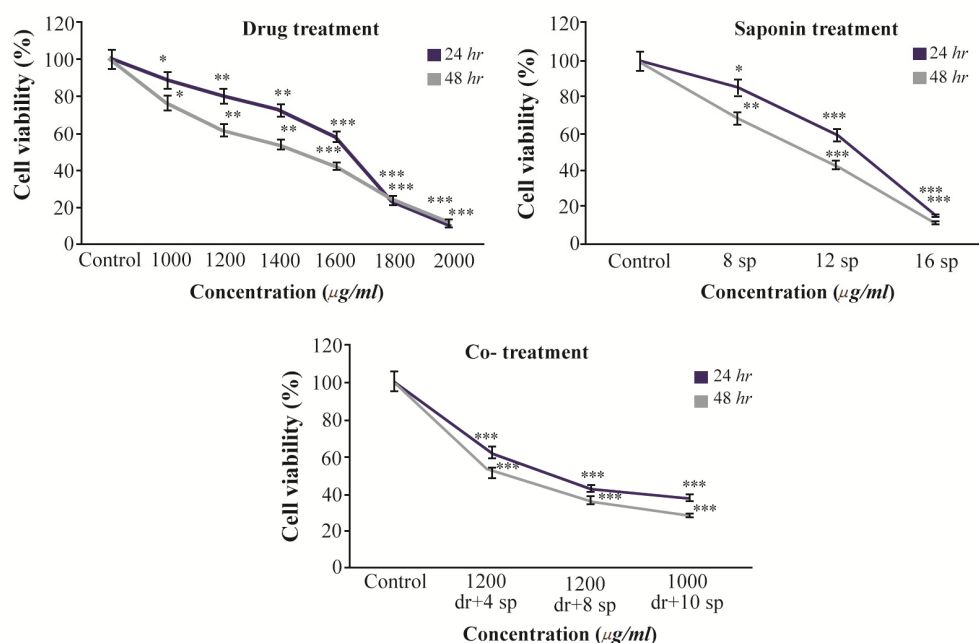 Drug treatment
Cell viability (%)
120
100
80
60
40
20
0
24 hr
48 hr
*
*
**
**
**
**
***
***
***
***
***
***
Control 1000 1200 1400 1600 1800 2000
Concentration (µg/ml)
Saponin treatment
Cell viability (%)
120
100
80
60
40
20
0
24 hr
48 hr
*
**
***
***
***
***
Control 8 sp 12 sp 16 sp
Concentration (µg/ml)
Co- treatment
Cell viability (%)
120
100
80
60
40
20
0
24 hr
48 hr
***
***
***
***
***
***
Control 1200 1200 1000
dr+4 sp dr+8 sp dr+10 sp
Concentration (µg/ml)